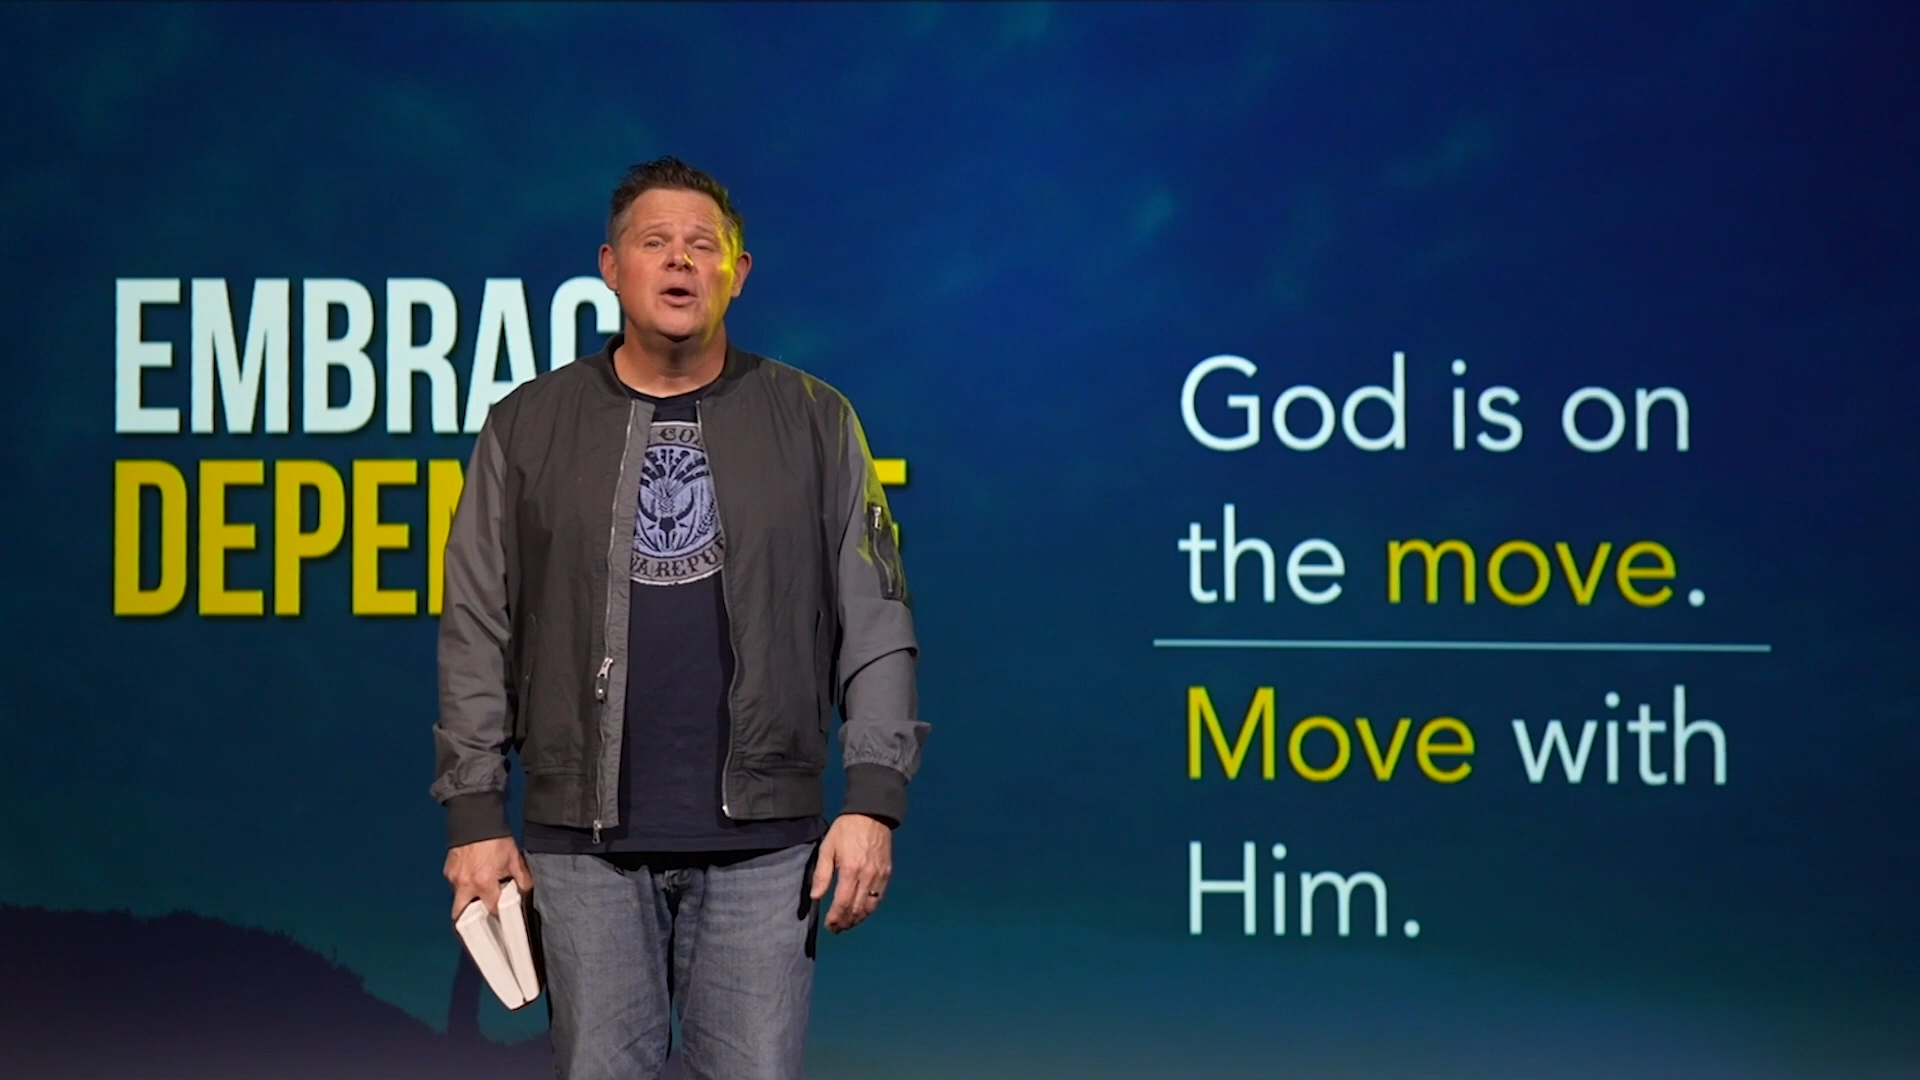 EMBRAC
DEPEN
God is on
the move.
Move with
Him.